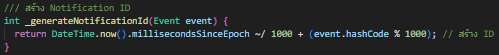 /// สร้าง Notification ID
int _generateNotificationId(Event event) {
  return DateTime.now().millisecondsSinceEpoch ~/ 1000 + (event.hashCode % 1000); // สร้าง ID
}